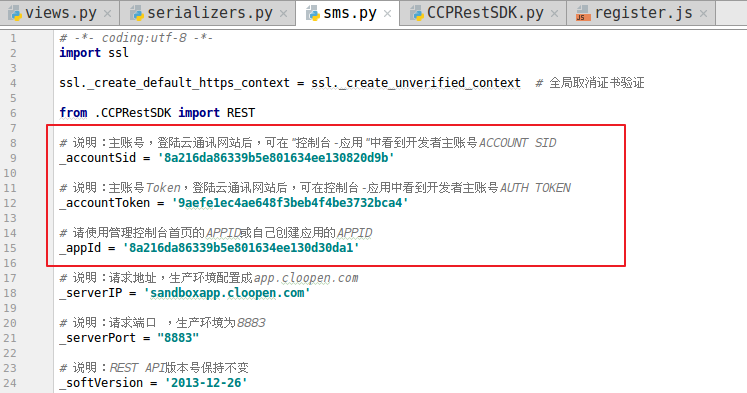 views.py serializers.py sms.py CCPRestSDK.py register.js
1 # -*- coding:utf-8 -*-
2 import ssl
3
4 ssl._create_default_https_context = ssl._create_unverified_context # 全局取消证书验证
5
6 from .CCPRestSDK import REST
7
8 # 说明：主账号，登陆云通讯网站后，可在"控制台-应用"中看到开发者主账号ACCOUNT SID
9 _accountSid = '8a216da86339b5e801634ee130820d9b'
10
11 # 说明：主账号Token，登陆云通讯网站后，可在控制台-应用中看到开发者主账号AUTH TOKEN
12 _accountToken = '9aefe1ec4ae648f3beb4f4be3732bca4'
13
14 # 请使用管理控制台首页的APPID或自己创建应用的APPID
15 _appId = '8a216da86339b5e801634ee130d30da1'
16
17 # 说明：请求地址，生产环境配置成app.cloopen.com
18 _serverIP = 'sandboxapp.cloopen.com'
19
20 # 说明：请求端口 ，生产环境为8883
21 _serverPort = "8883"
22
23 # 说明：REST API版本号保持不变
24 _softVersion = '2013-12-26'